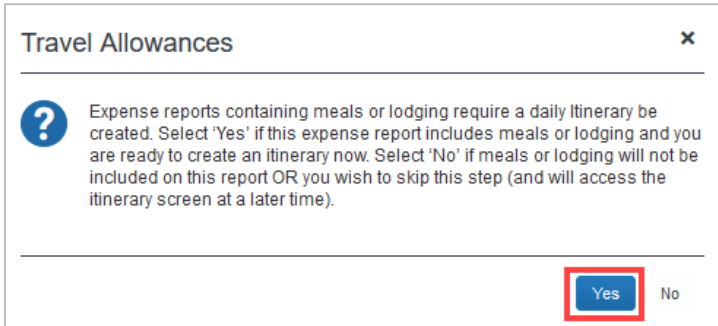 Travel Allowances ×
Expense reports containing meals or lodging require a daily Itinerary be
created. Select 'Yes' if this expense report includes meals or lodging and you
are ready to create an itinerary now. Select 'No' if meals or lodging will not be
included on this report OR you wish to skip this step (and will access the
itinerary screen at a later time).
Yes No